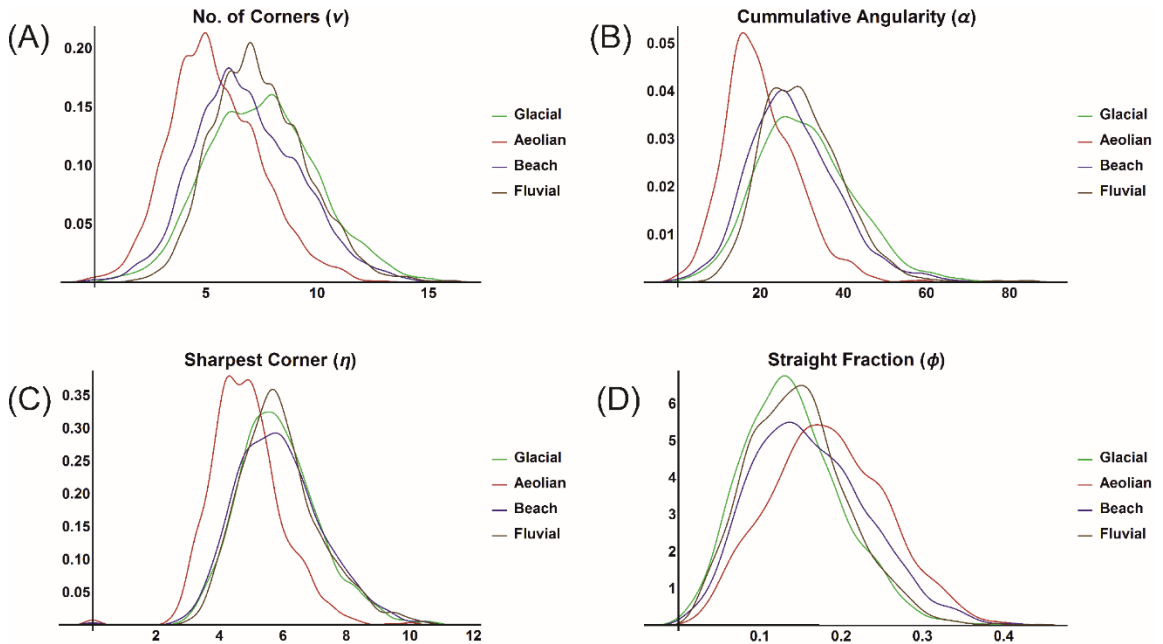 (A)
No. of Corners (v)
0.20
0.15
0.10
0.05
5
10
15
Glacial
Aeolian
Beach
Fluvial
(B)
Cummulative Angularity (α)
0.05
0.04
0.03
0.02
0.01
20
40
60
80
Glacial
Aeolian
Beach
Fluvial
(C)
Sharpest Corner (η)
0.35
0.30
0.25
0.20
0.15
0.10
0.05
2
4
6
8
10
12
Glacial
Aeolian
Beach
Fluvial
(D)
Straight Fraction (ϕ)
6
5
4
3
2
1
0.1
0.2
0.3
0.4
Glacial
Aeolian
Beach
Fluvial